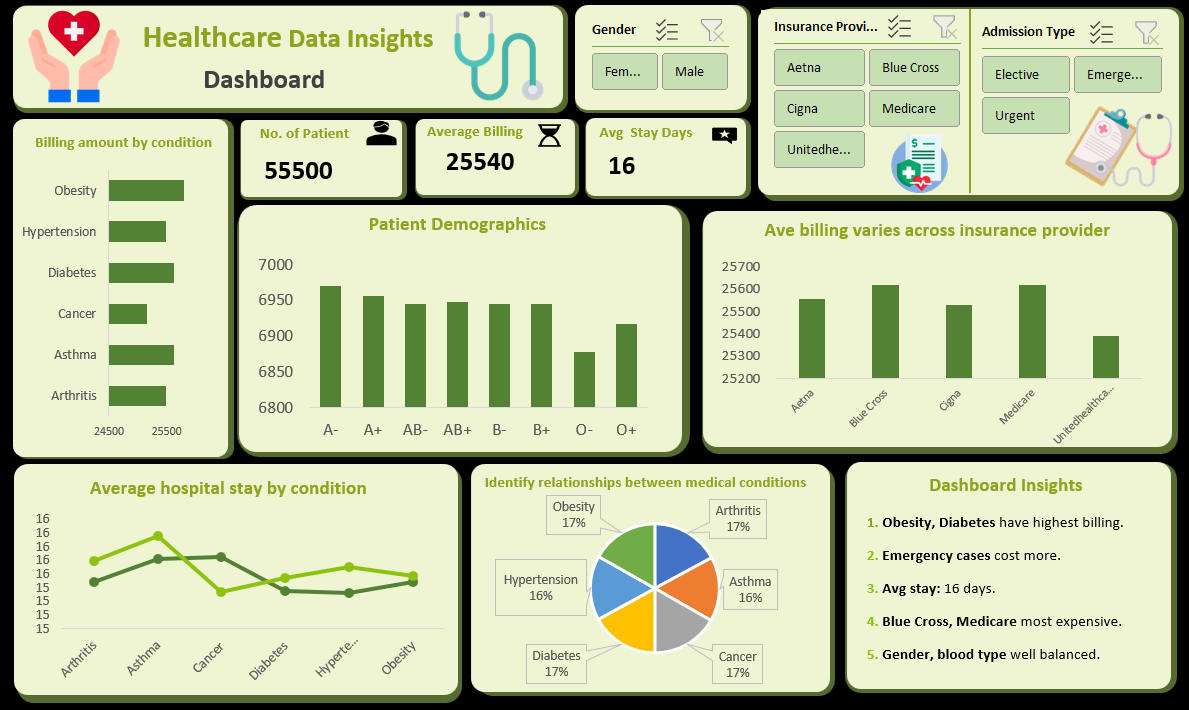 Healthcare Data Insights
Dashboard
Gender
Fem...
Male
Insurance Provi...
Aetna
Blue Cross
Cigna
Medicare
Unitedhe...
Admission Type
Elective
Emerge...
Urgent
Billing amount by condition
Obesity
Hypertension
Diabetes
Cancer
Asthma
Arthritis
24500
25500
No. of Patient
55500
Average Billing
25540
Avg Stay Days
16
Patient Demographics
7000
6950
6900
6850
6800
A-
A+
AB-
AB+
B-
B+
O-
O+
Ave billing varies across insurance provider
25700
25600
25500
25400
25300
25200
Aetna
Blue Cross
Cigna
Medicare
Unitedhealthca...
Average hospital stay by condition
16
16
16
16
16
15
15
15
15
Arthritis
Asthma
Cancer
Diabetes
Hyperte...
Obesity
Identify relationships between medical conditions
Obesity
17%
Arthritis
17%
Hypertension
16%
Asthma
16%
Diabetes
17%
Cancer
17%
Dashboard Insights
1. Obesity, Diabetes have highest billing.
2. Emergency cases cost more.
3. Avg stay: 16 days.
4. Blue Cross, Medicare most expensive.
5. Gender, blood type well balanced.